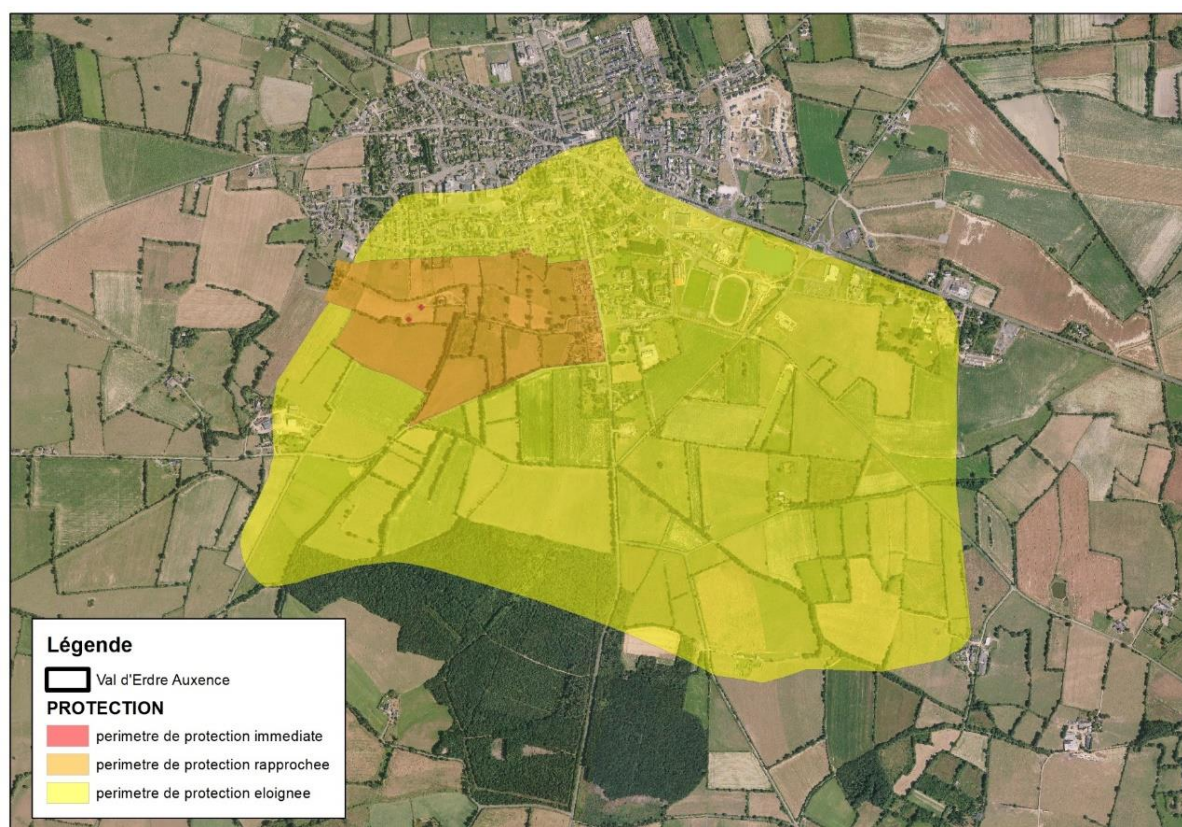 Légende
Val d'Erdre Auxence
PROTECTION
perimetre de protection immediate
perimetre de protection rapprochee
perimetre de protection eloignee